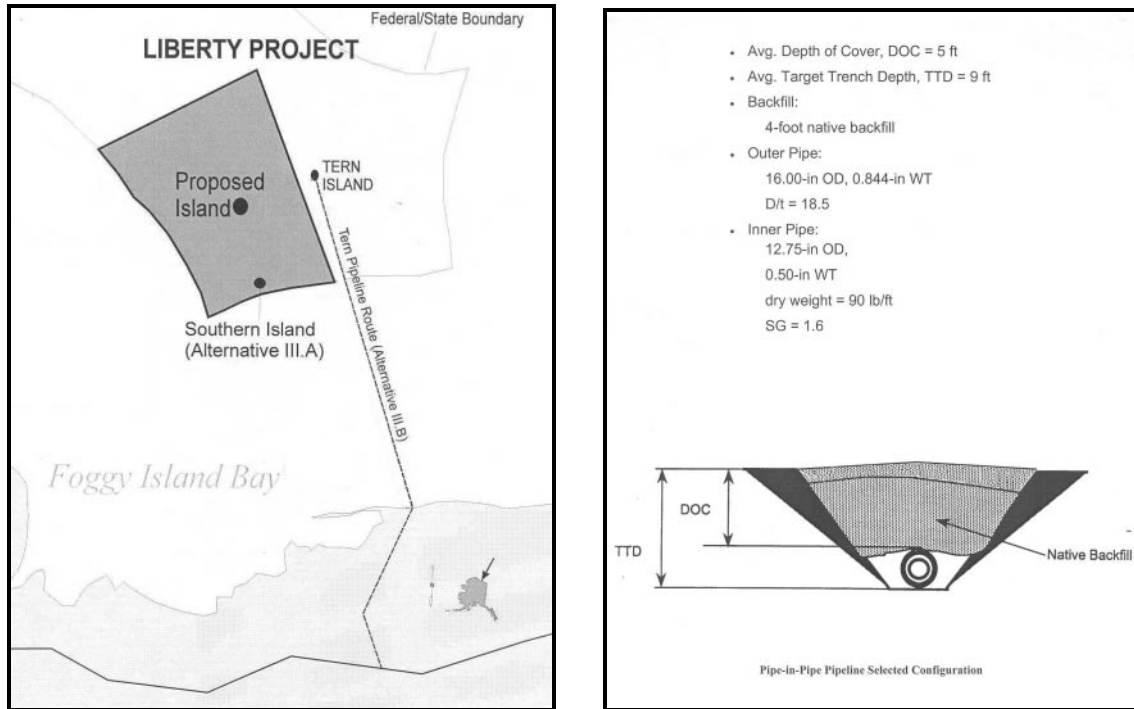 Federal/State Boundary
LIBERTY PROJECT
TERN
ISLAND
Proposed
Island
Tern Pipeline Route (Alternative III.B)
Southern Island
(Alternative III.A)
Foggy Island Bay
• Avg. Depth of Cover, DOC = 5 ft
• Avg. Target Trench Depth, TTD = 9 ft
• Backfill:
4-foot native backfill
• Outer Pipe:
16.00-in OD, 0.844-in WT
D/t = 18.5
• Inner Pipe:
12.75-in OD,
0.50-in WT
dry weight = 90 lb/ft
SG = 1.6
DOC
TTD
Native Backfill
Pipe-in-Pipe Pipeline Selected Configuration